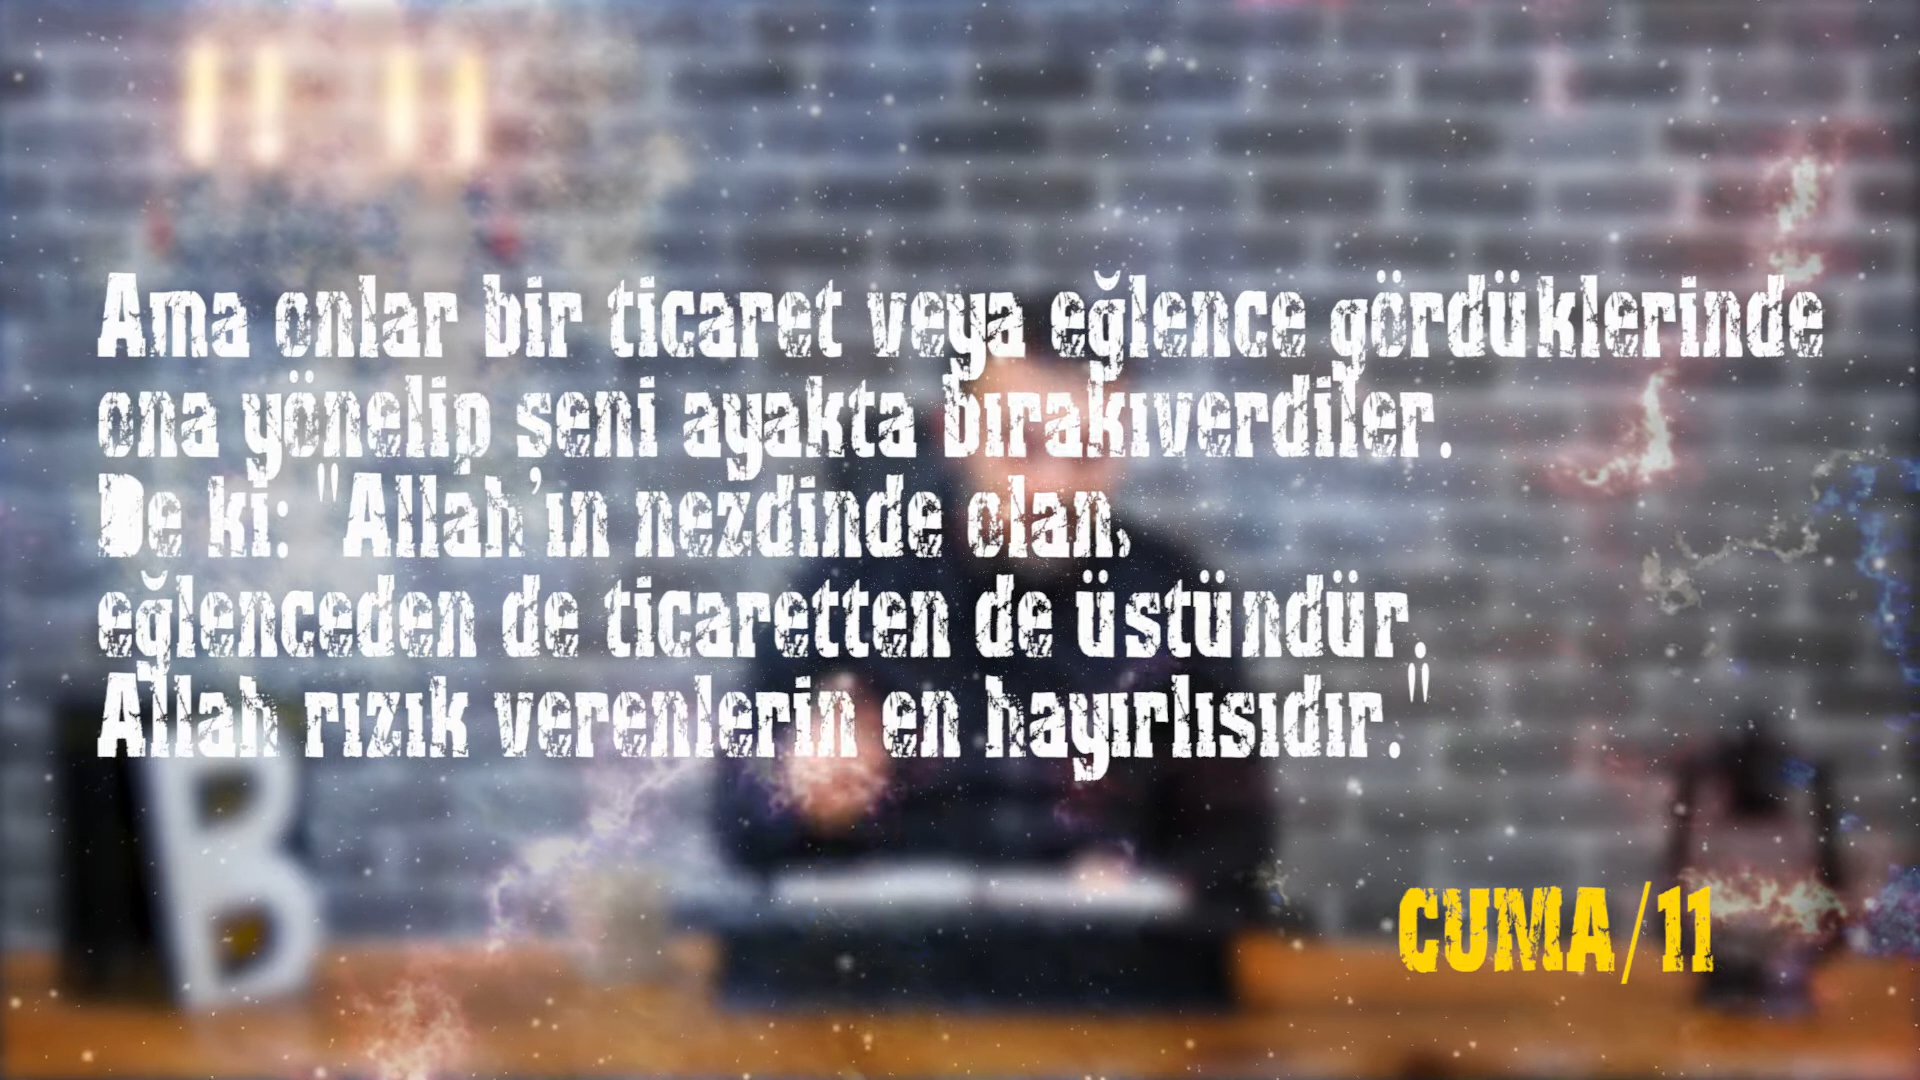 Ama onlar bir ticaret veya eğlence gördüklerinde
ona yönelip seni ayakta bırakıverdiler.
De ki: "Allah'ın nezdinde olan,
eğlenceden de ticaretten de üstündür.
Allah rızık verenlerin en hayırlısıdır."
CUMA/11
B